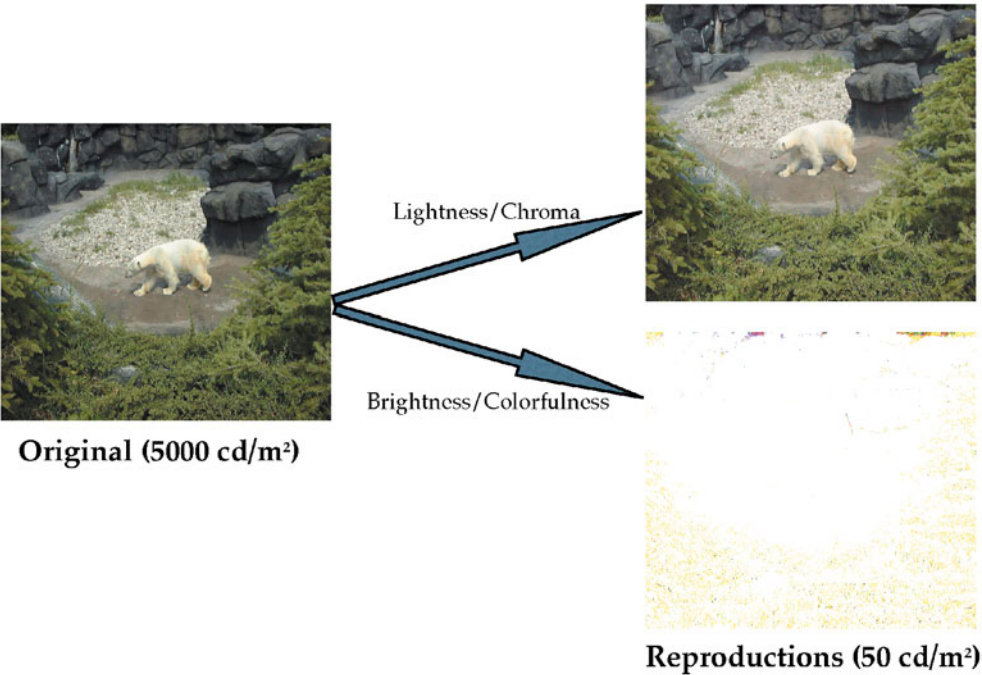 Lightness/Chroma
Brightness/Colorfulness
Original (5000 cd/m²)
Reproductions (50 cd/m²)